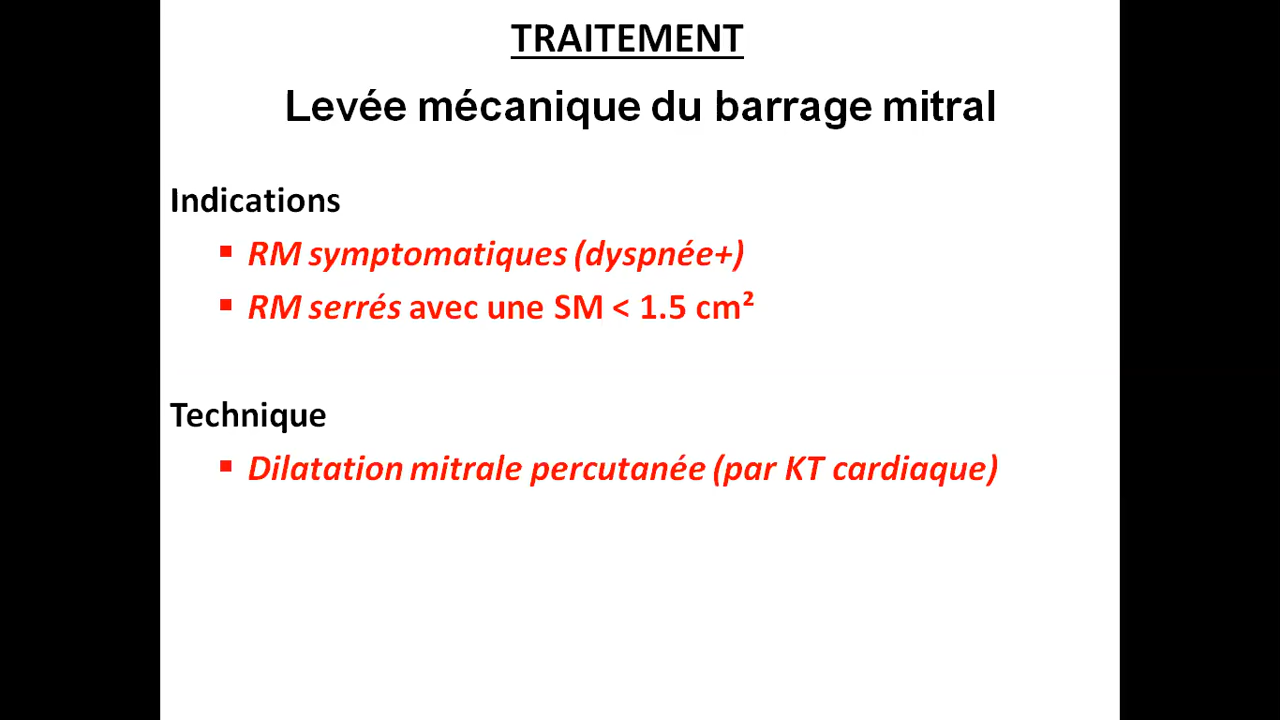 TRAITEMENT
Levée mécanique du barrage mitral
Indications
▪ RM symptomatiques (dyspnée+)
▪ RM serrés avec une SM < 1.5 cm²
Technique
▪ Dilatation mitrale percutanée (par KT cardiaque)